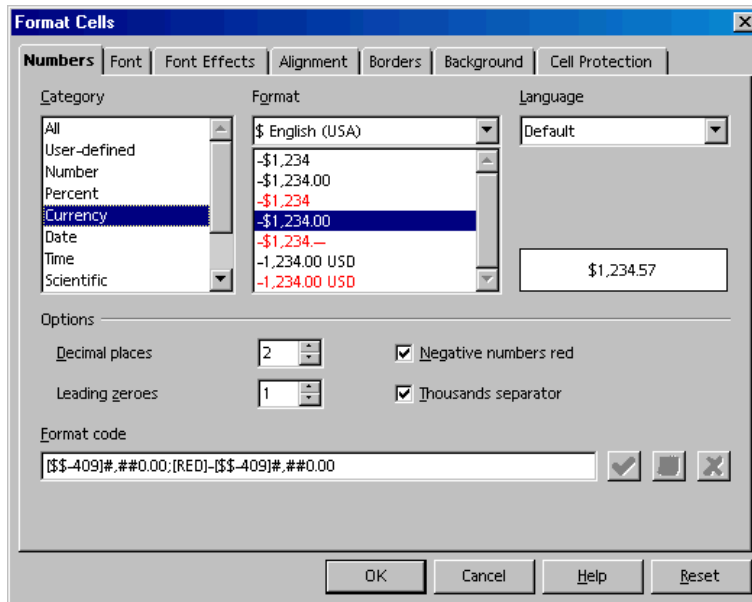 Format Cells
Numbers Font Font Effects Alignment Borders Background Cell Protection
Category Format Language
All
User-defined
Number
Percent
Currency
Date
Time
Scientific
$ English (USA)
-$1,234
-$1,234.00
-$1,234
-$1,234.00
-$1,234.—
-1,234.00 USD
-1,234.00 USD
Default
$1,234.57
Options
Decimal places 2 Negative numbers red
Leading zeroes 1 Thousands separator
Format code
[$$-409]#,##0.00;[RED]-[$$-409]#,##0.00
OK Cancel Help Reset